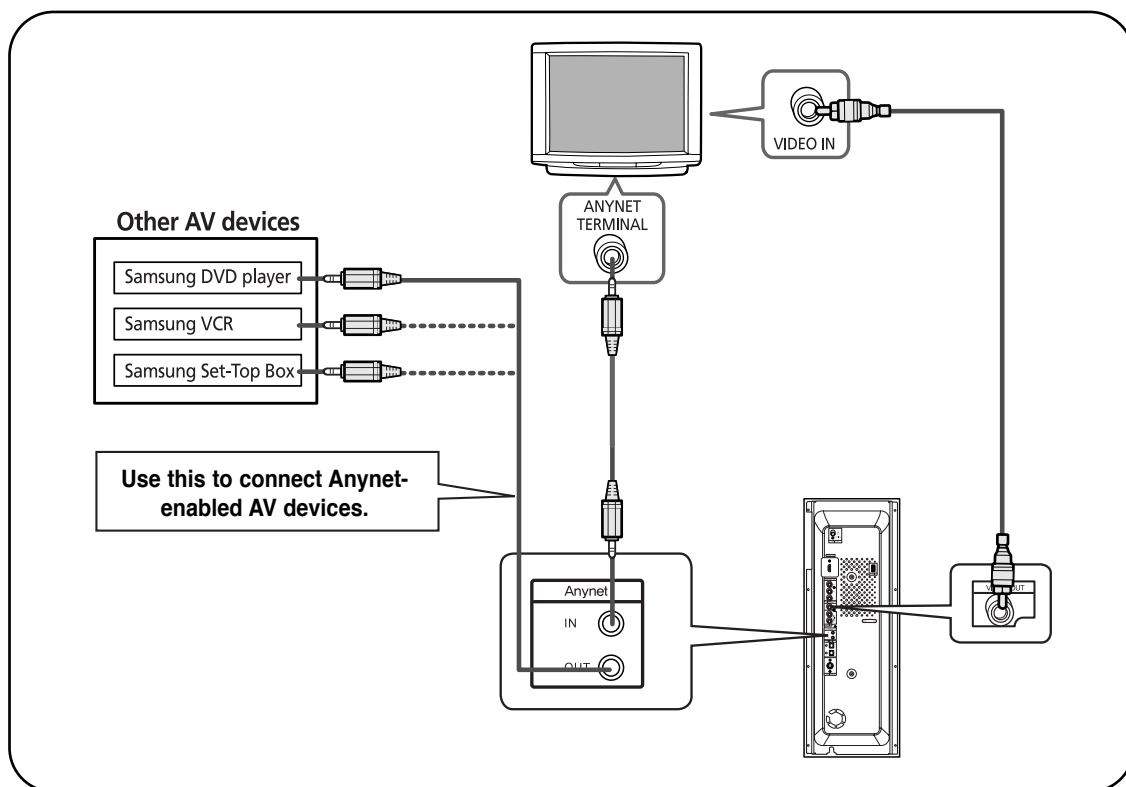 VIDEO IN
ANYNET
TERMINAL
Other AV devices
Samsung DVD player
Samsung VCR
Samsung Set-Top Box
Use this to connect Anynet-
enabled AV devices.
Anynet
IN
OUT
OUT